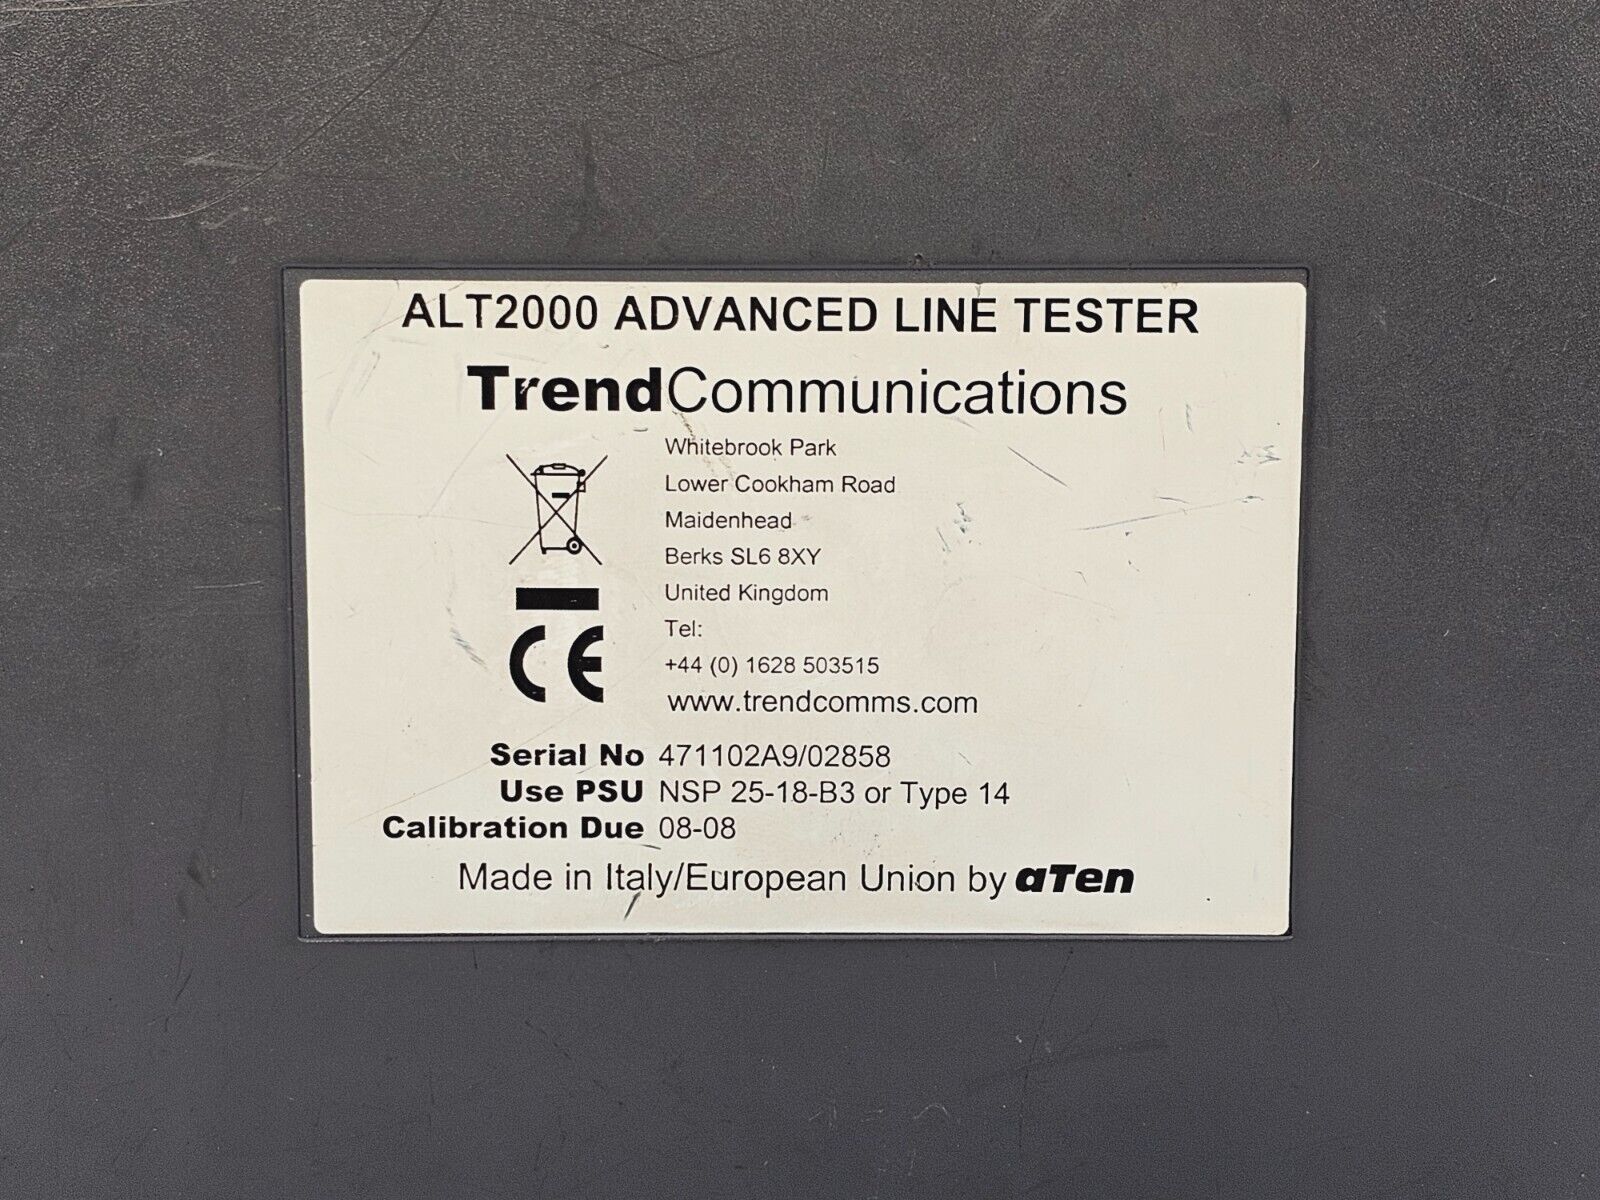 ALT2000 ADVANCED LINE TESTER
TrendCommunications
Whitebrook Park
Lower Cookham Road
Maidenhead
Berks SL6 8XY
United Kingdom
Tel:
+44 (0) 1628 503515
www.trendcomms.com
CE
Serial No 471102A9/02858
Use PSU NSP 25-18-B3 or Type 14
Calibration Due 08-08
Made in Italy/European Union by aTen